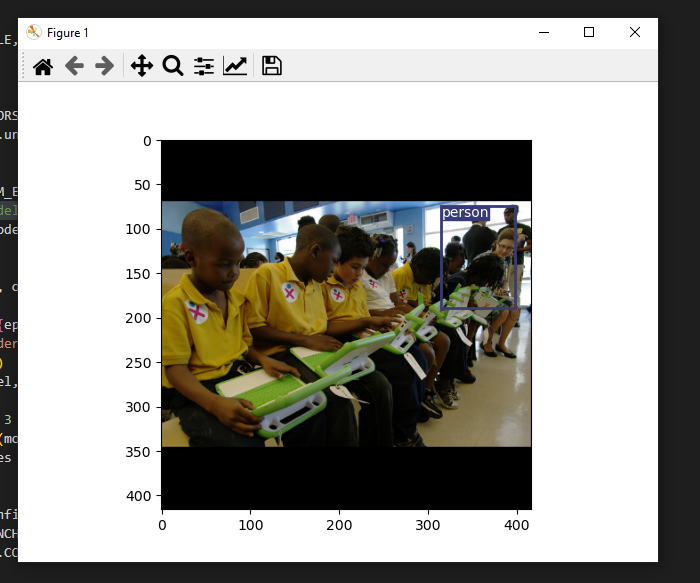 Figure 1
LE,
ORS
.un
M_E
del
ode
, c
[ep
der
)
el,
3
(mo
es
nfi
NCH
.CO
0
50
100
150
200
250
300
350
400
person
0
100
200
300
400